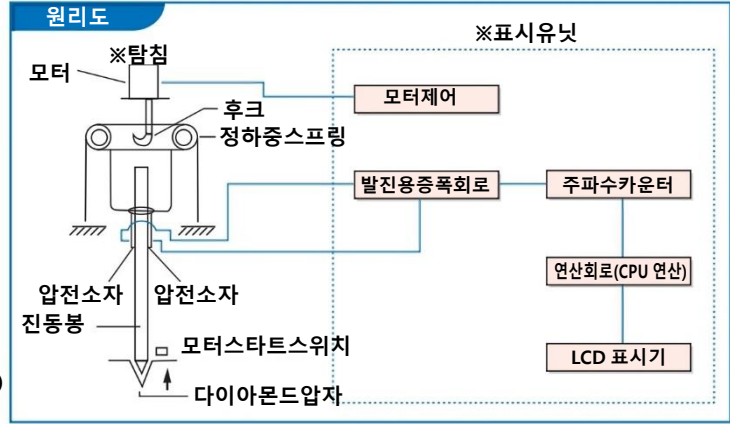 원리도
※표시유닛
※탐침
모터
모터제어
후크
정하중스프링
발진용증폭회로
주파수카운터
압전소자
압전소자
연산회로(CPU 연산)
진동봉
모터스타트스위치
LCD 표시기
다이아몬드압자
)